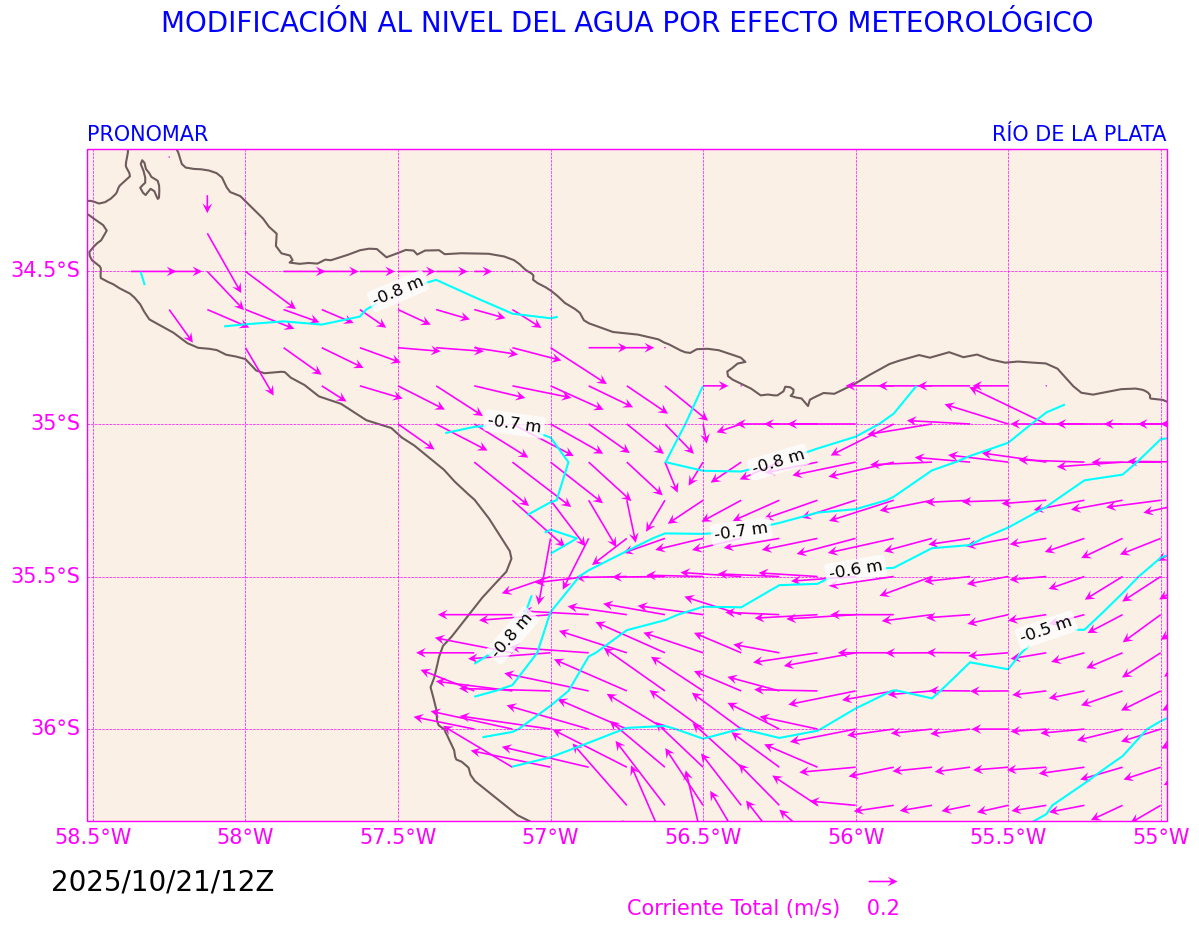 MODIFICACIÓN AL NIVEL DEL AGUA POR EFECTO METEOROLÓGICO
PRONOMAR
RÍO DE LA PLATA
-0.8 m
-0.7 m
-0.8 m
-0.7 m
-0.6 m
-0.5 m
-0.8 m
34.5°S
35°S
35.5°S
36°S
58.5°W
58°W
57.5°W
57°W
56.5°W
56°W
55.5°W
55°W
2025/10/21/12Z
Corriente Total (m/s) 0.2